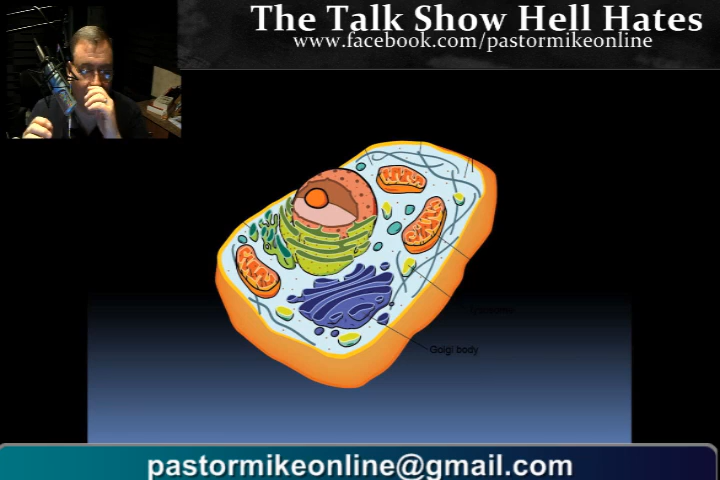 The Talk Show Hell Hates
www.facebook.com/pastormikeonline
Golgi body
pastormikeonline@gmail.com